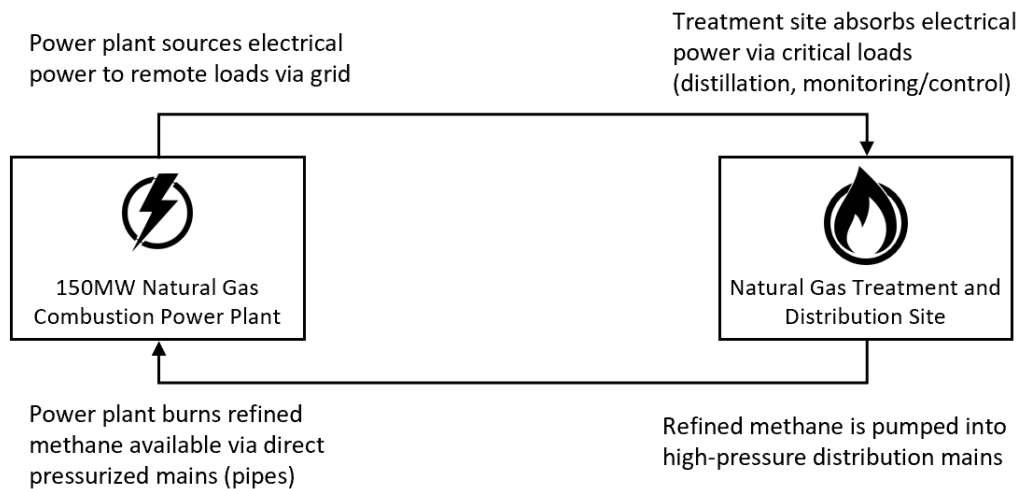 Power plant sources electrical
power to remote loads via grid
Treatment site absorbs electrical
power via critical loads
(distillation, monitoring/control)
150MW Natural Gas
Combustion Power Plant
Natural Gas Treatment and
Distribution Site
Power plant burns refined
methane available via direct
pressurized mains (pipes)
Refined methane is pumped into
high-pressure distribution mains